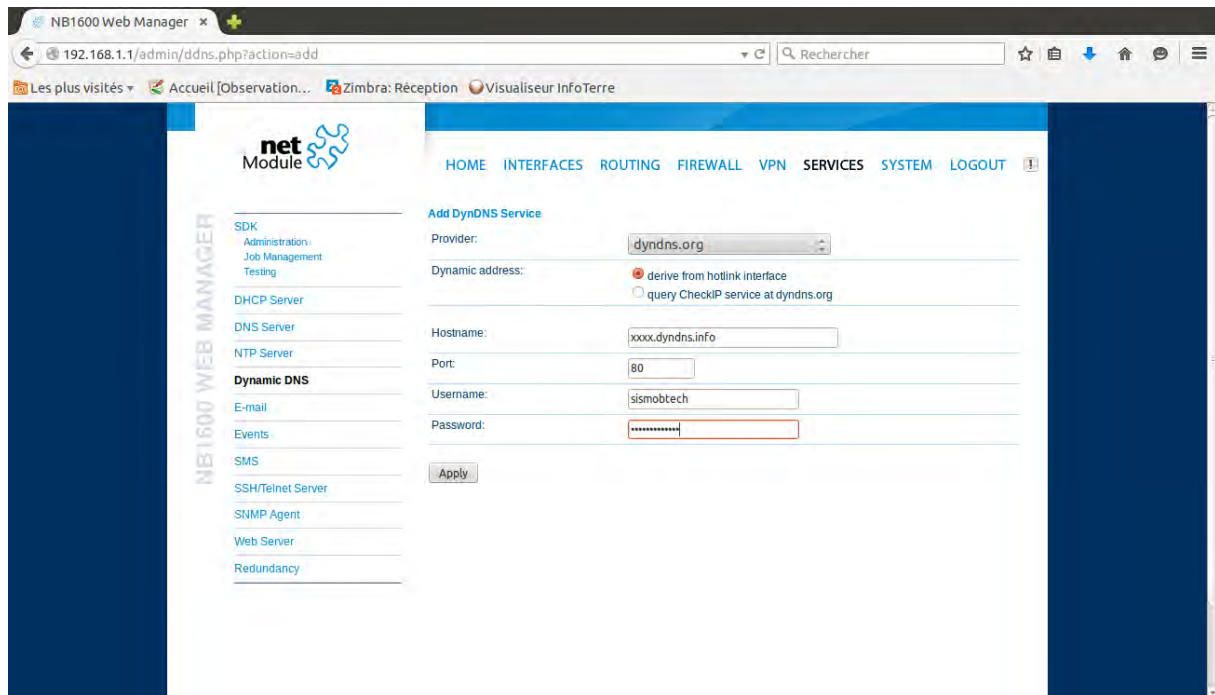 NB1600 Web Manager
192.168.1.1/admin/ddns.php?action=add
Rechercher
Les plus visités
Accueil [Observation...
Zimbra: Réception
Visualiseur InfoTerre
net
Module
HOME INTERFACES ROUTING FIREWALL VPN SERVICES SYSTEM LOGOUT
NB1600 WEB MANAGER
SDK
Administration
Job Management
Testing
DHCP Server
DNS Server
NTP Server
Dynamic DNS
E-mail
Events
SMS
SSH/Telnet Server
SNMP Agent
Web Server
Redundancy
Add DynDNS Service
Provider: dyndns.org
Dynamic address: derive from hotlink interface
query CheckIP service at dyndns.org
Hostname: xxxx.dyndns.info
Port: 80
Username: sismobtech
Password: •••••••••••••
Apply